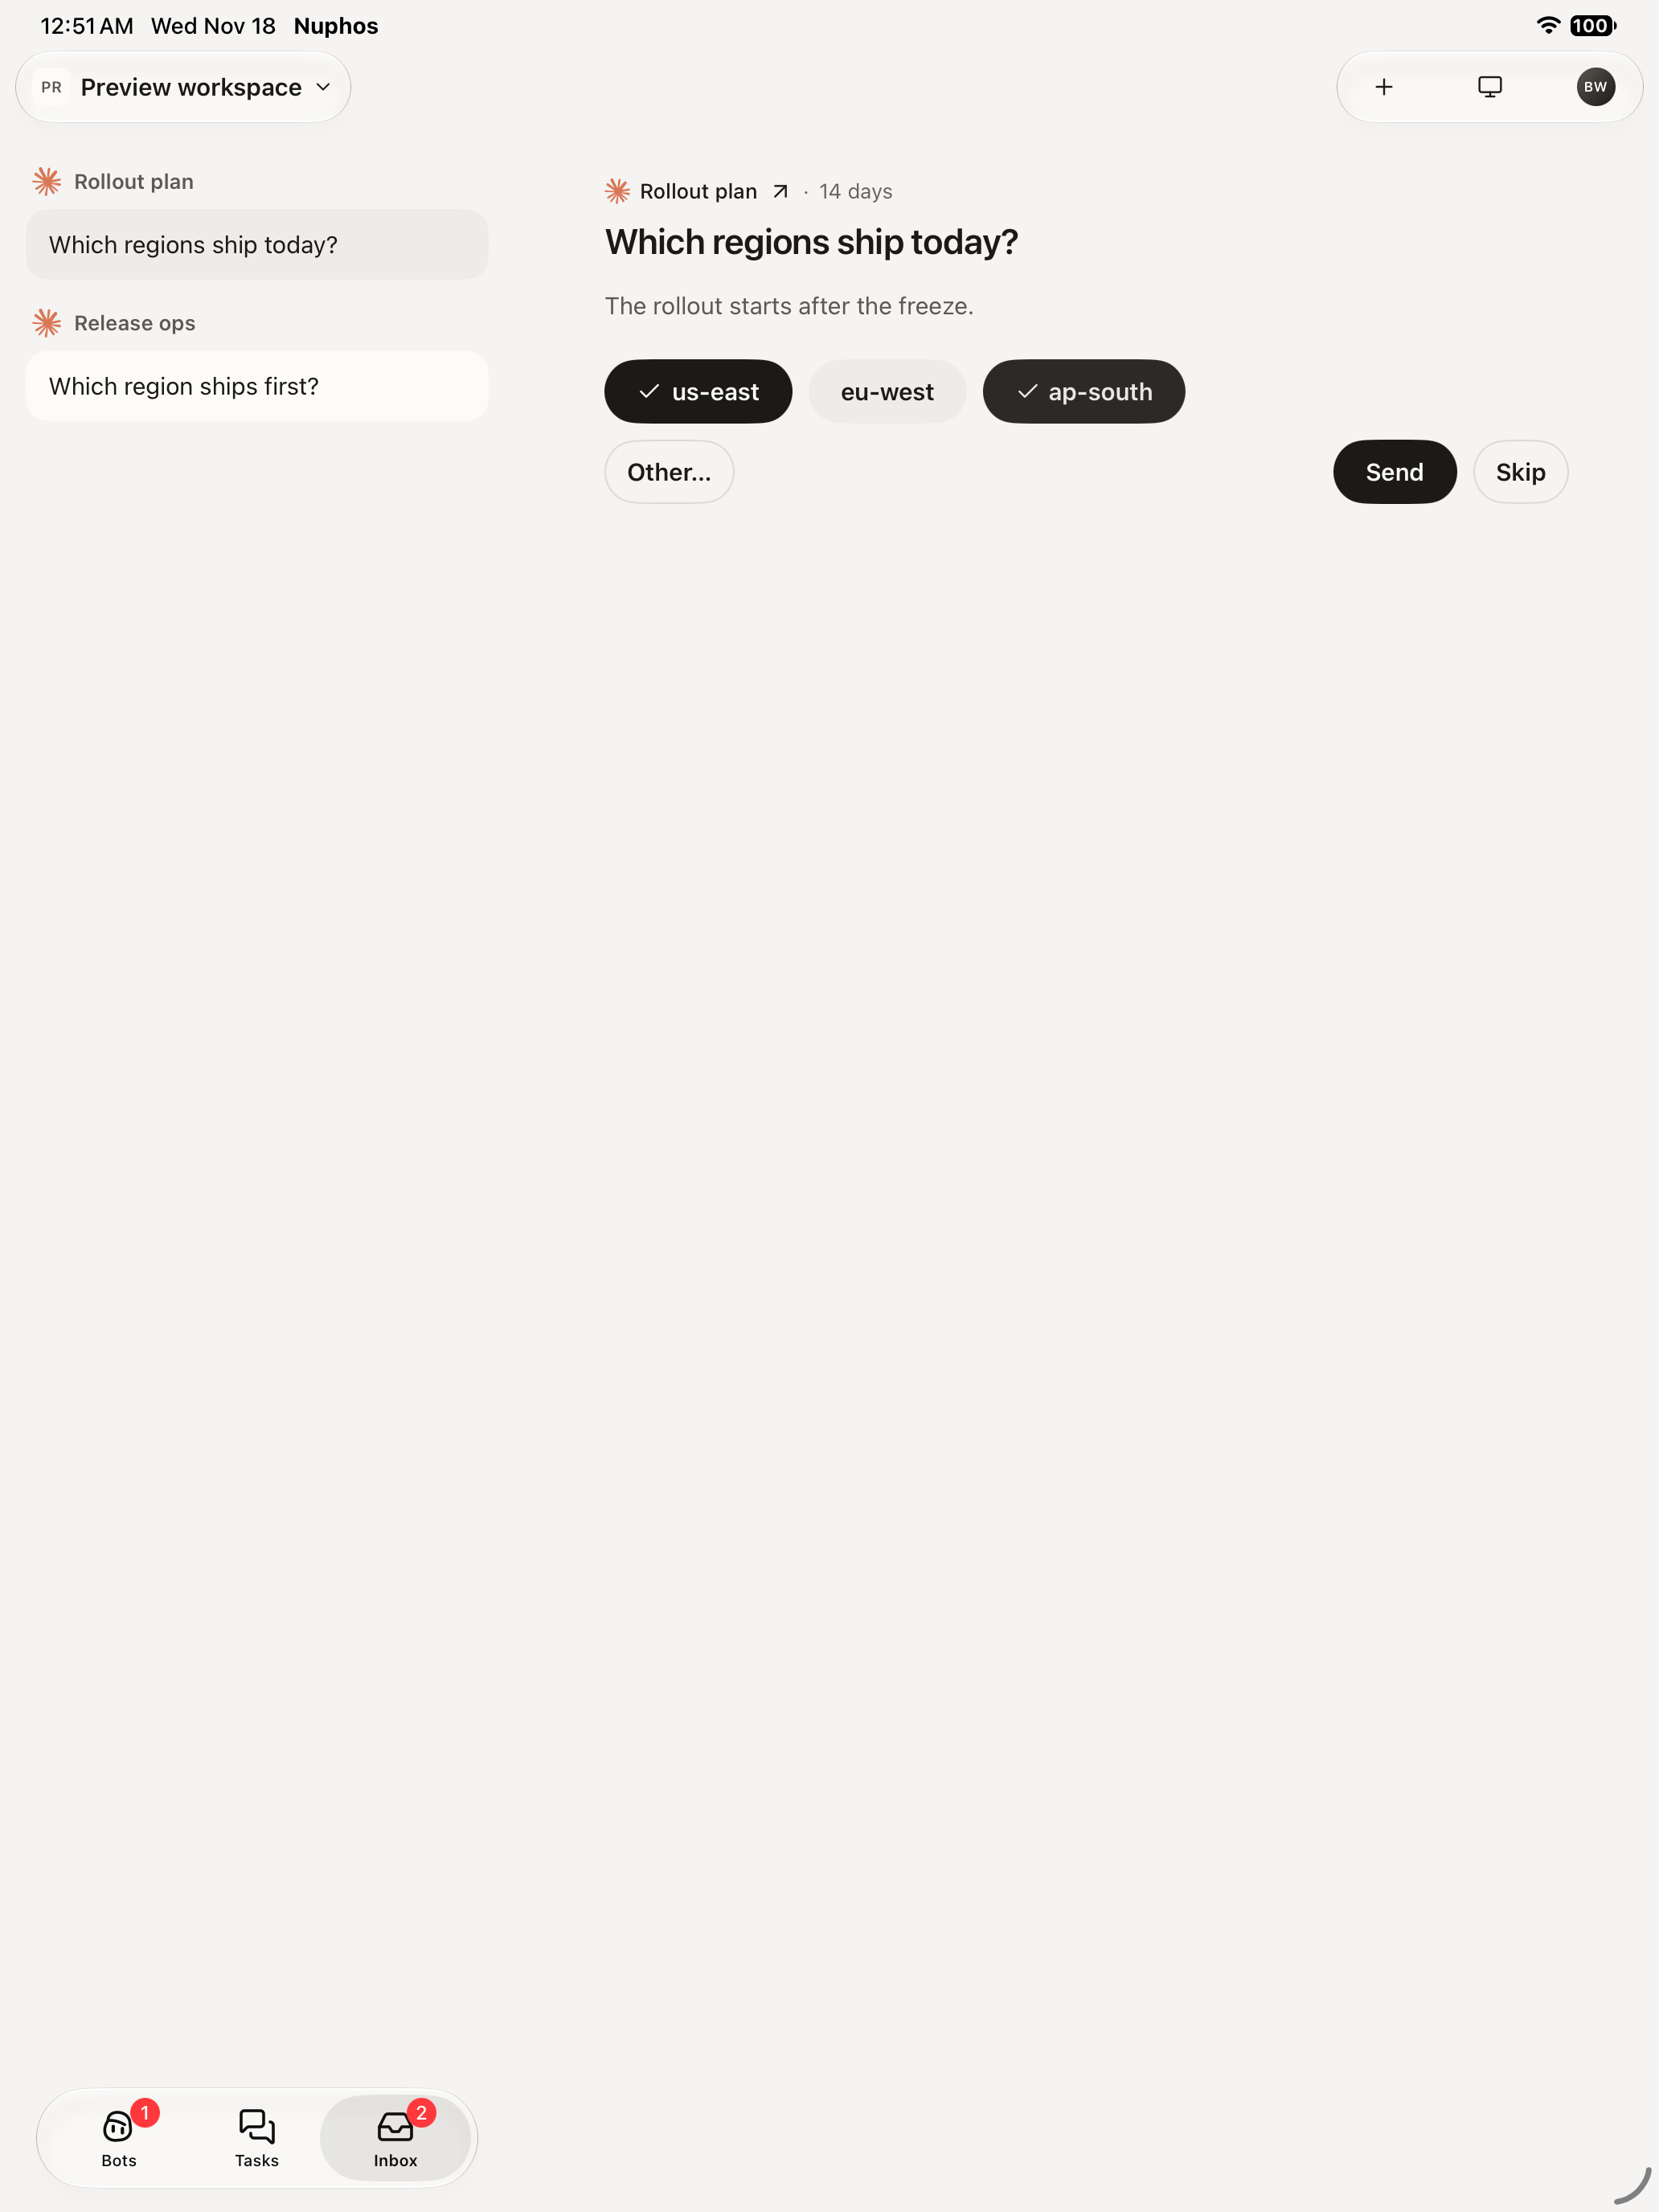 12:51 AM Wed Nov 18 Nuphos
100
PR Preview workspace
BW
Rollout plan
Which regions ship today?
Release ops
Which region ships first?
Rollout plan · 14 days
Which regions ship today?
The rollout starts after the freeze.
us-east eu-west ap-south
Other... Send Skip
1 2
Bots Tasks Inbox